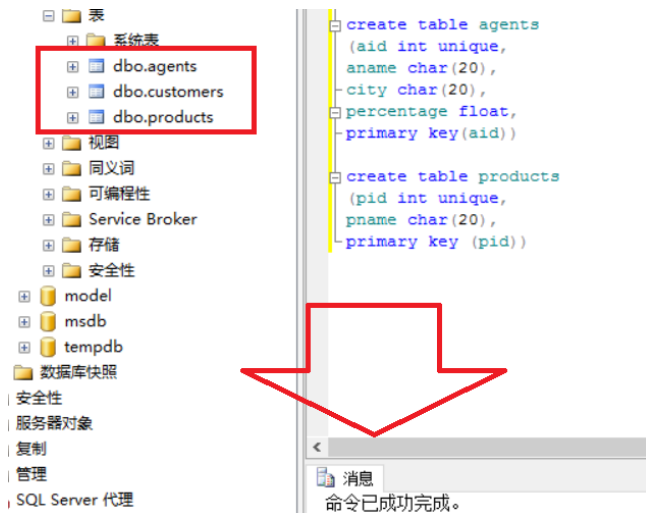 表
系统表
dbo.agents
dbo.customers
dbo.products
视图
同义词
可编程性
Service Broker
存储
安全性
model
msdb
tempdb
数据库快照
安全性
服务器对象
复制
管理
SQL Server 代理
create table agents
(aid int unique,
aname char(20),
city char(20),
percentage float,
primary key(aid))
create table products
(pid int unique,
pname char(20),
primary key (pid))
消息
命令已成功完成。